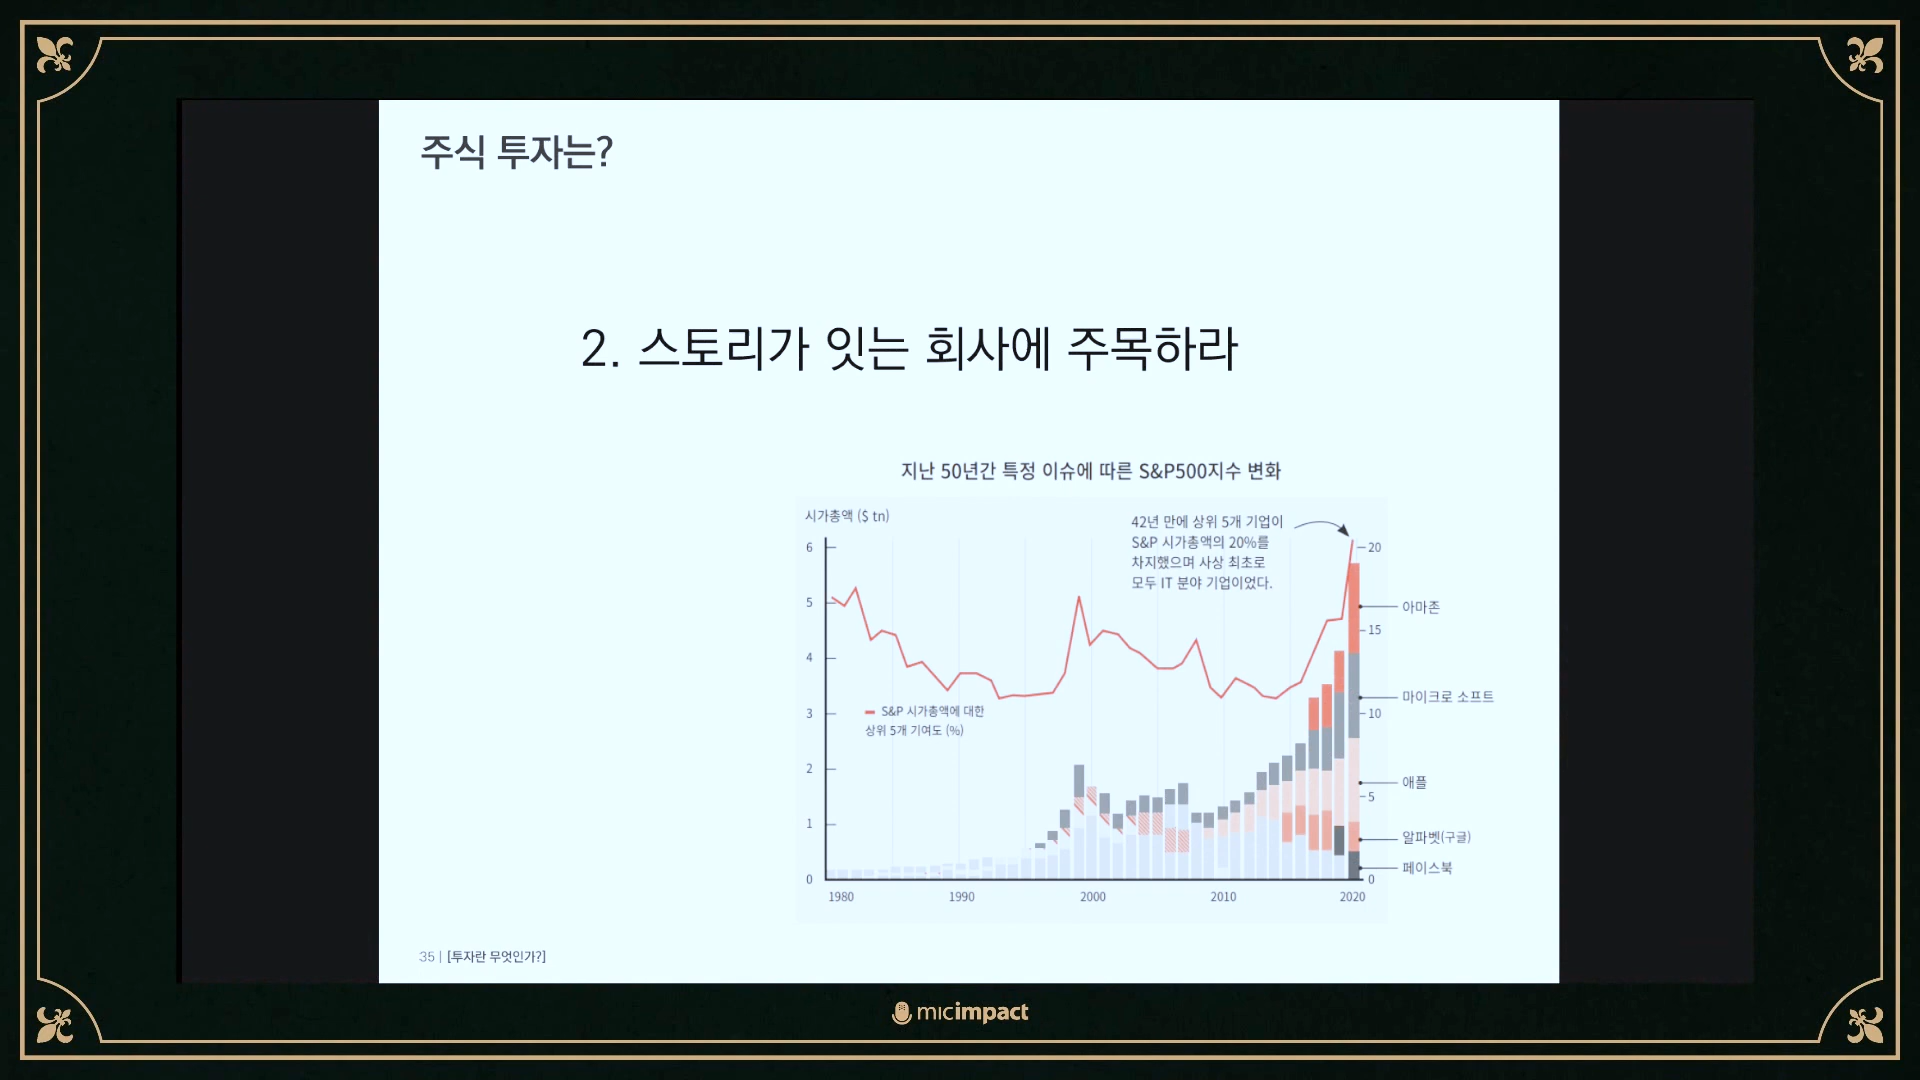 주식 투자는?
2. 스토리가 잇는 회사에 주목하라
지난 50년간 특정 이슈에 따른 S&P500지수 변화
시가총액 ($ tn)
42년 만에 상위 5개 기업이
S&P 시가총액의 20%를
차지했으며 사상 최초로
모두 IT 분야 기업이었다.
6
5
4
3
2
1
0
20
15
10
5
0
아마존
마이크로 소프트
애플
알파벳(구글)
페이스북
S&P 시가총액에 대한
상위 5개 기여도 (%)
1980
1990
2000
2010
2020
35 | [투자란 무엇인가?]
micimpact